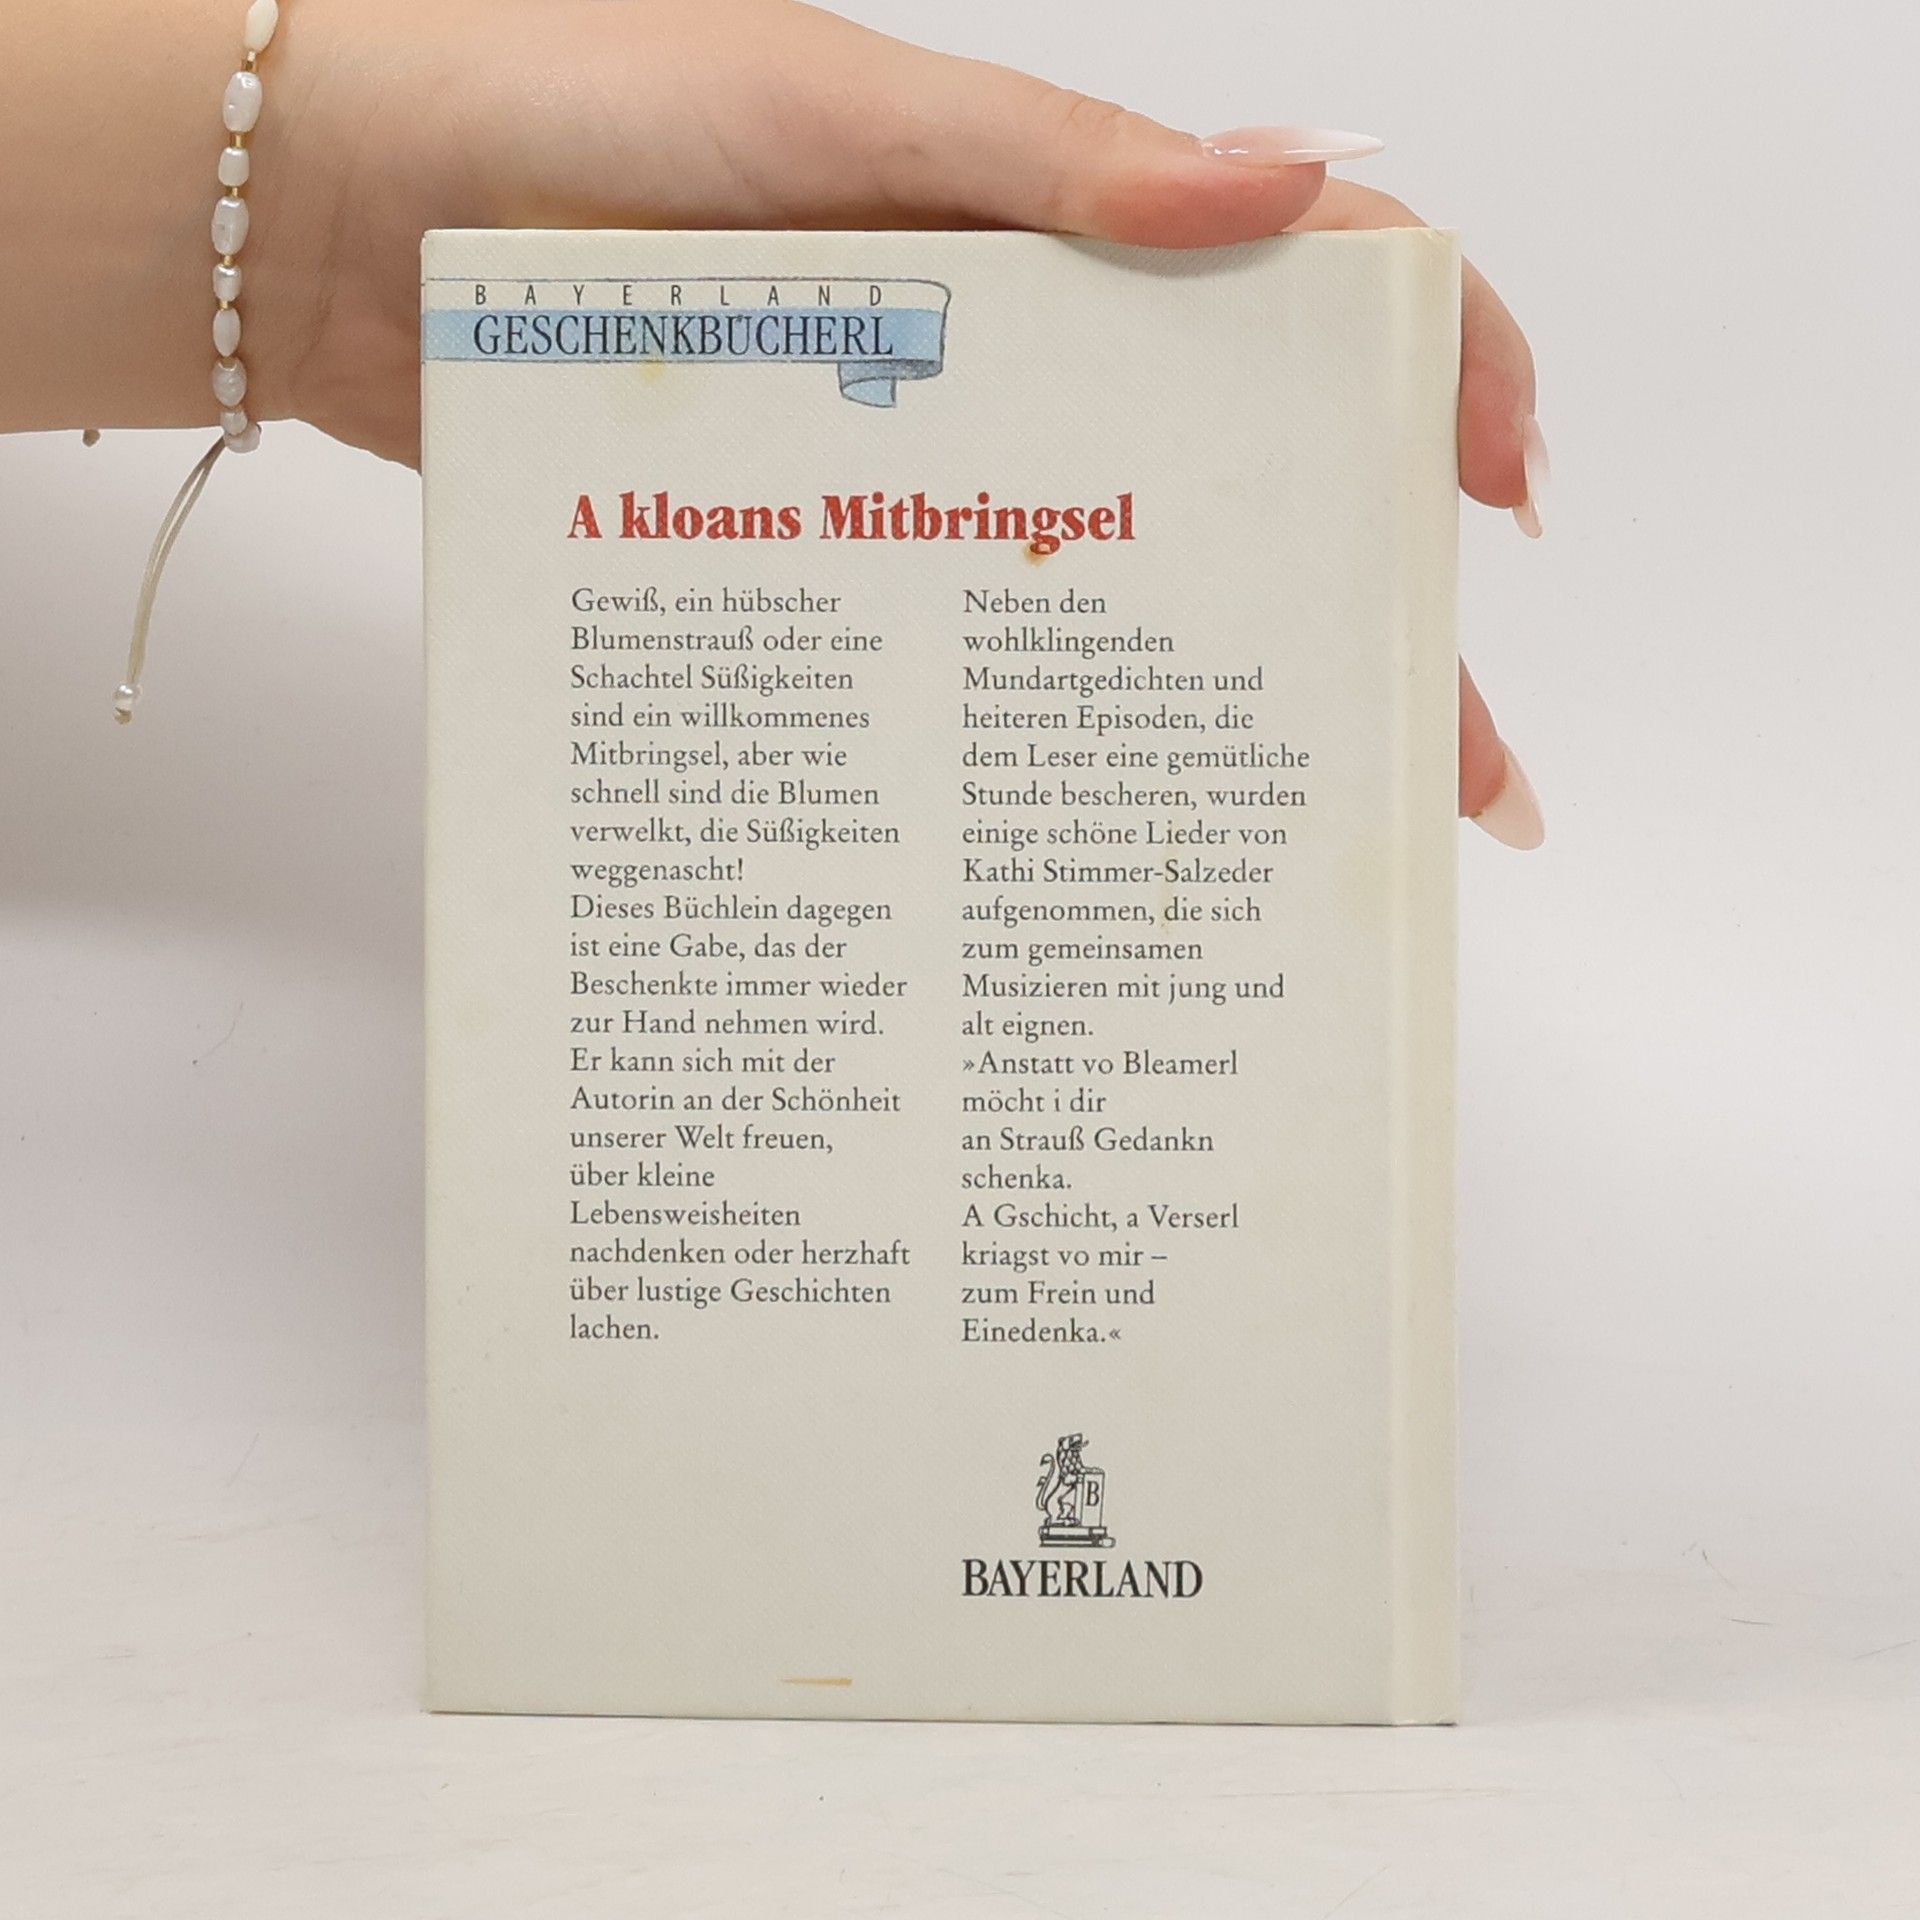 BAYERLAND
GESCHENKBÜCHERL
A kloans Mitbringsel
Gewiß, ein hübscher
Blumenstrauß oder eine
Schachtel Süßigkeiten
sind ein willkommenes
Mitbringsel, aber wie
schnell sind die Blumen
verwelkt, die Süßigkeiten
weggenascht!
Dieses Büchlein dagegen
ist eine Gabe, das der
Beschenkte immer wieder
zur Hand nehmen wird.
Er kann sich mit der
Autorin an der Schönheit
unserer Welt freuen,
über kleine
Lebensweisheiten
nachdenken oder herzhaft
über lustige Geschichten
lachen.
Neben den
wohlklingenden
Mundartgedichten und
heiteren Episoden, die
dem Leser eine gemütliche
Stunde bescheren, wurden
einige schöne Lieder von
Kathi Stimmer-Salzeder
aufgenommen, die sich
zum gemeinsamen
Musizieren mit jung und
alt eignen.
»Anstatt vo Bleamerl
möcht i dir
an Strauß Gedankn
schenka.
A Gschicht, a Verserl
kriagst vo mir –
zum Frein und
Einedenka.«
B
BAYERLAND